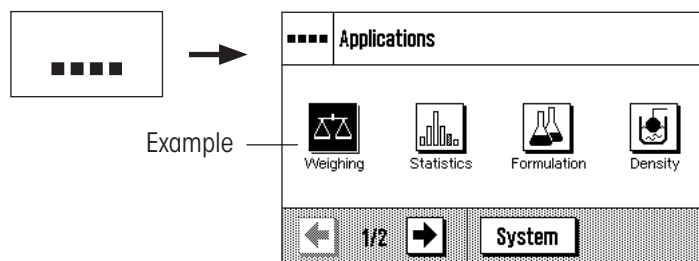 Applications
Example
Weighing
Statistics
Formulation
Density
1/2
System